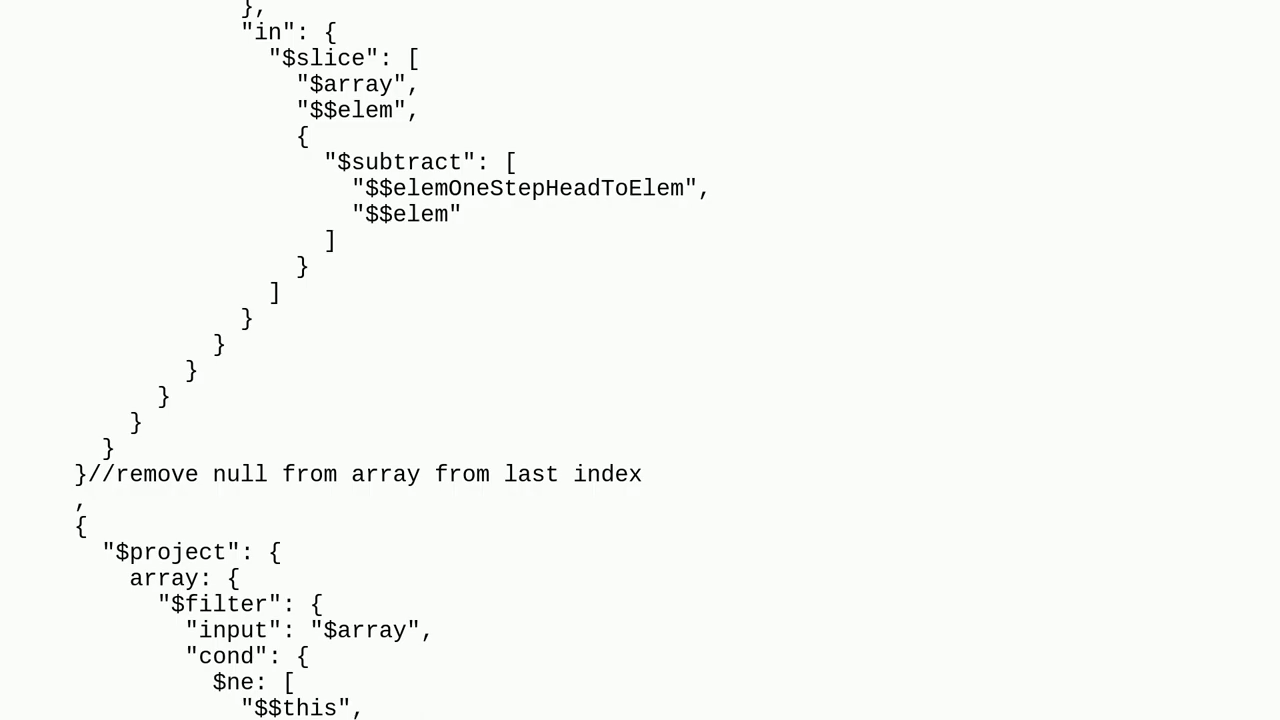 },
"in": {
"$slice": [
"$array",
"$$elem",
{
"$subtract": [
"$$elemOneStepHeadToElem",
"$$elem"
]
}
]
}
}
}
}
}
}
}//remove null from array from last index
,
{
"$project": {
array: {
"$filter": {
"input": "$array",
"cond": {
$ne: [
"$$this",